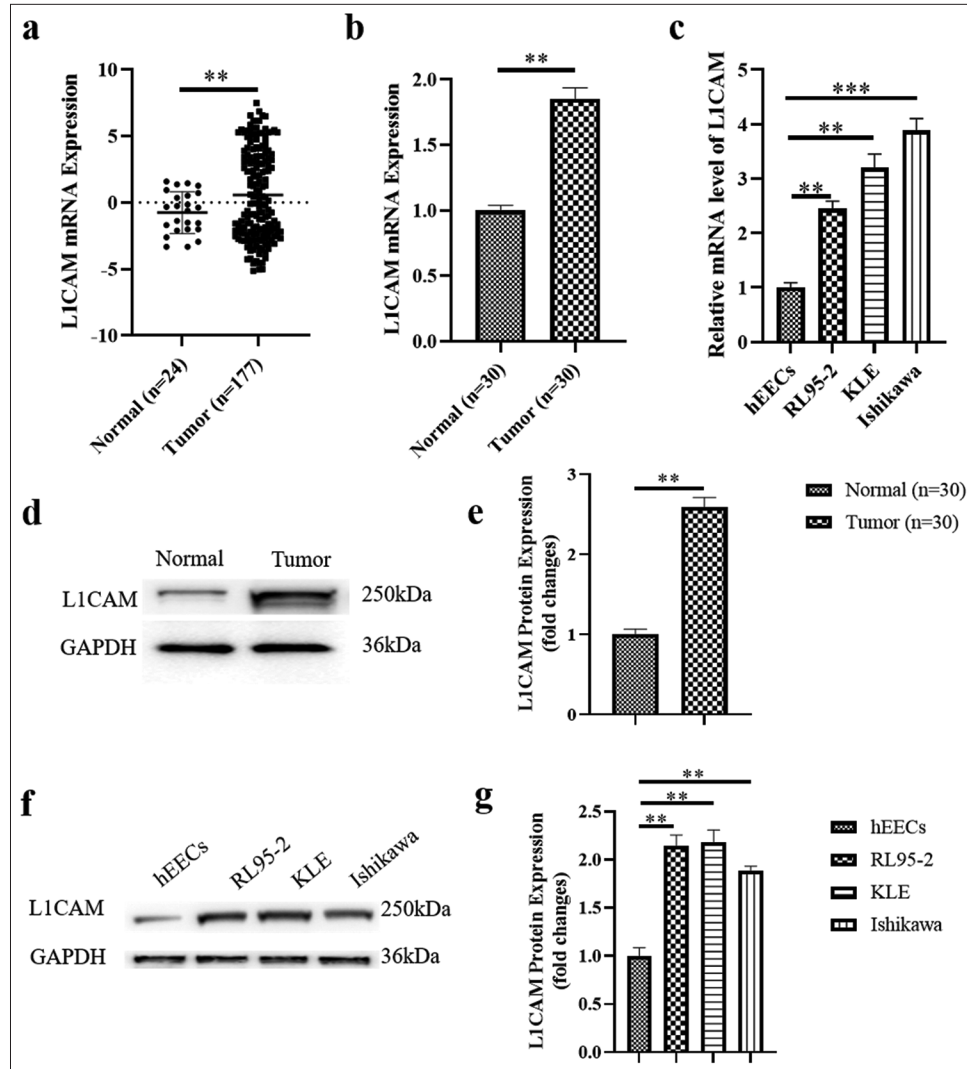 a
L1CAM mRNA Expression
10
5
0
-5
-10
**
Normal (n=24)
Tumor (n=177)
b
L1CAM mRNA Expression
2.0
1.5
1.0
0.5
0.0
**
Normal (n=30)
Tumor (n=30)
c
Relative mRNA level of L1CAM
5
4
3
2
1
0
***
**
**
hEECs
RL95-2
KLE
Ishikawa
d
Normal Tumor
L1CAM 250kDa
GAPDH 36kDa
e
L1CAM Protein Expression
(fold changes)
3
2
1
0
**
Normal (n=30)
Tumor (n=30)
f
hEECs RL95-2 KLE Ishikawa
L1CAM 250kDa
GAPDH 36kDa
g
L1CAM Protein Expression
(fold changes)
2.5
2.0
1.5
1.0
0.5
0.0
**
**
**
hEECs
RL95-2
KLE
Ishikawa